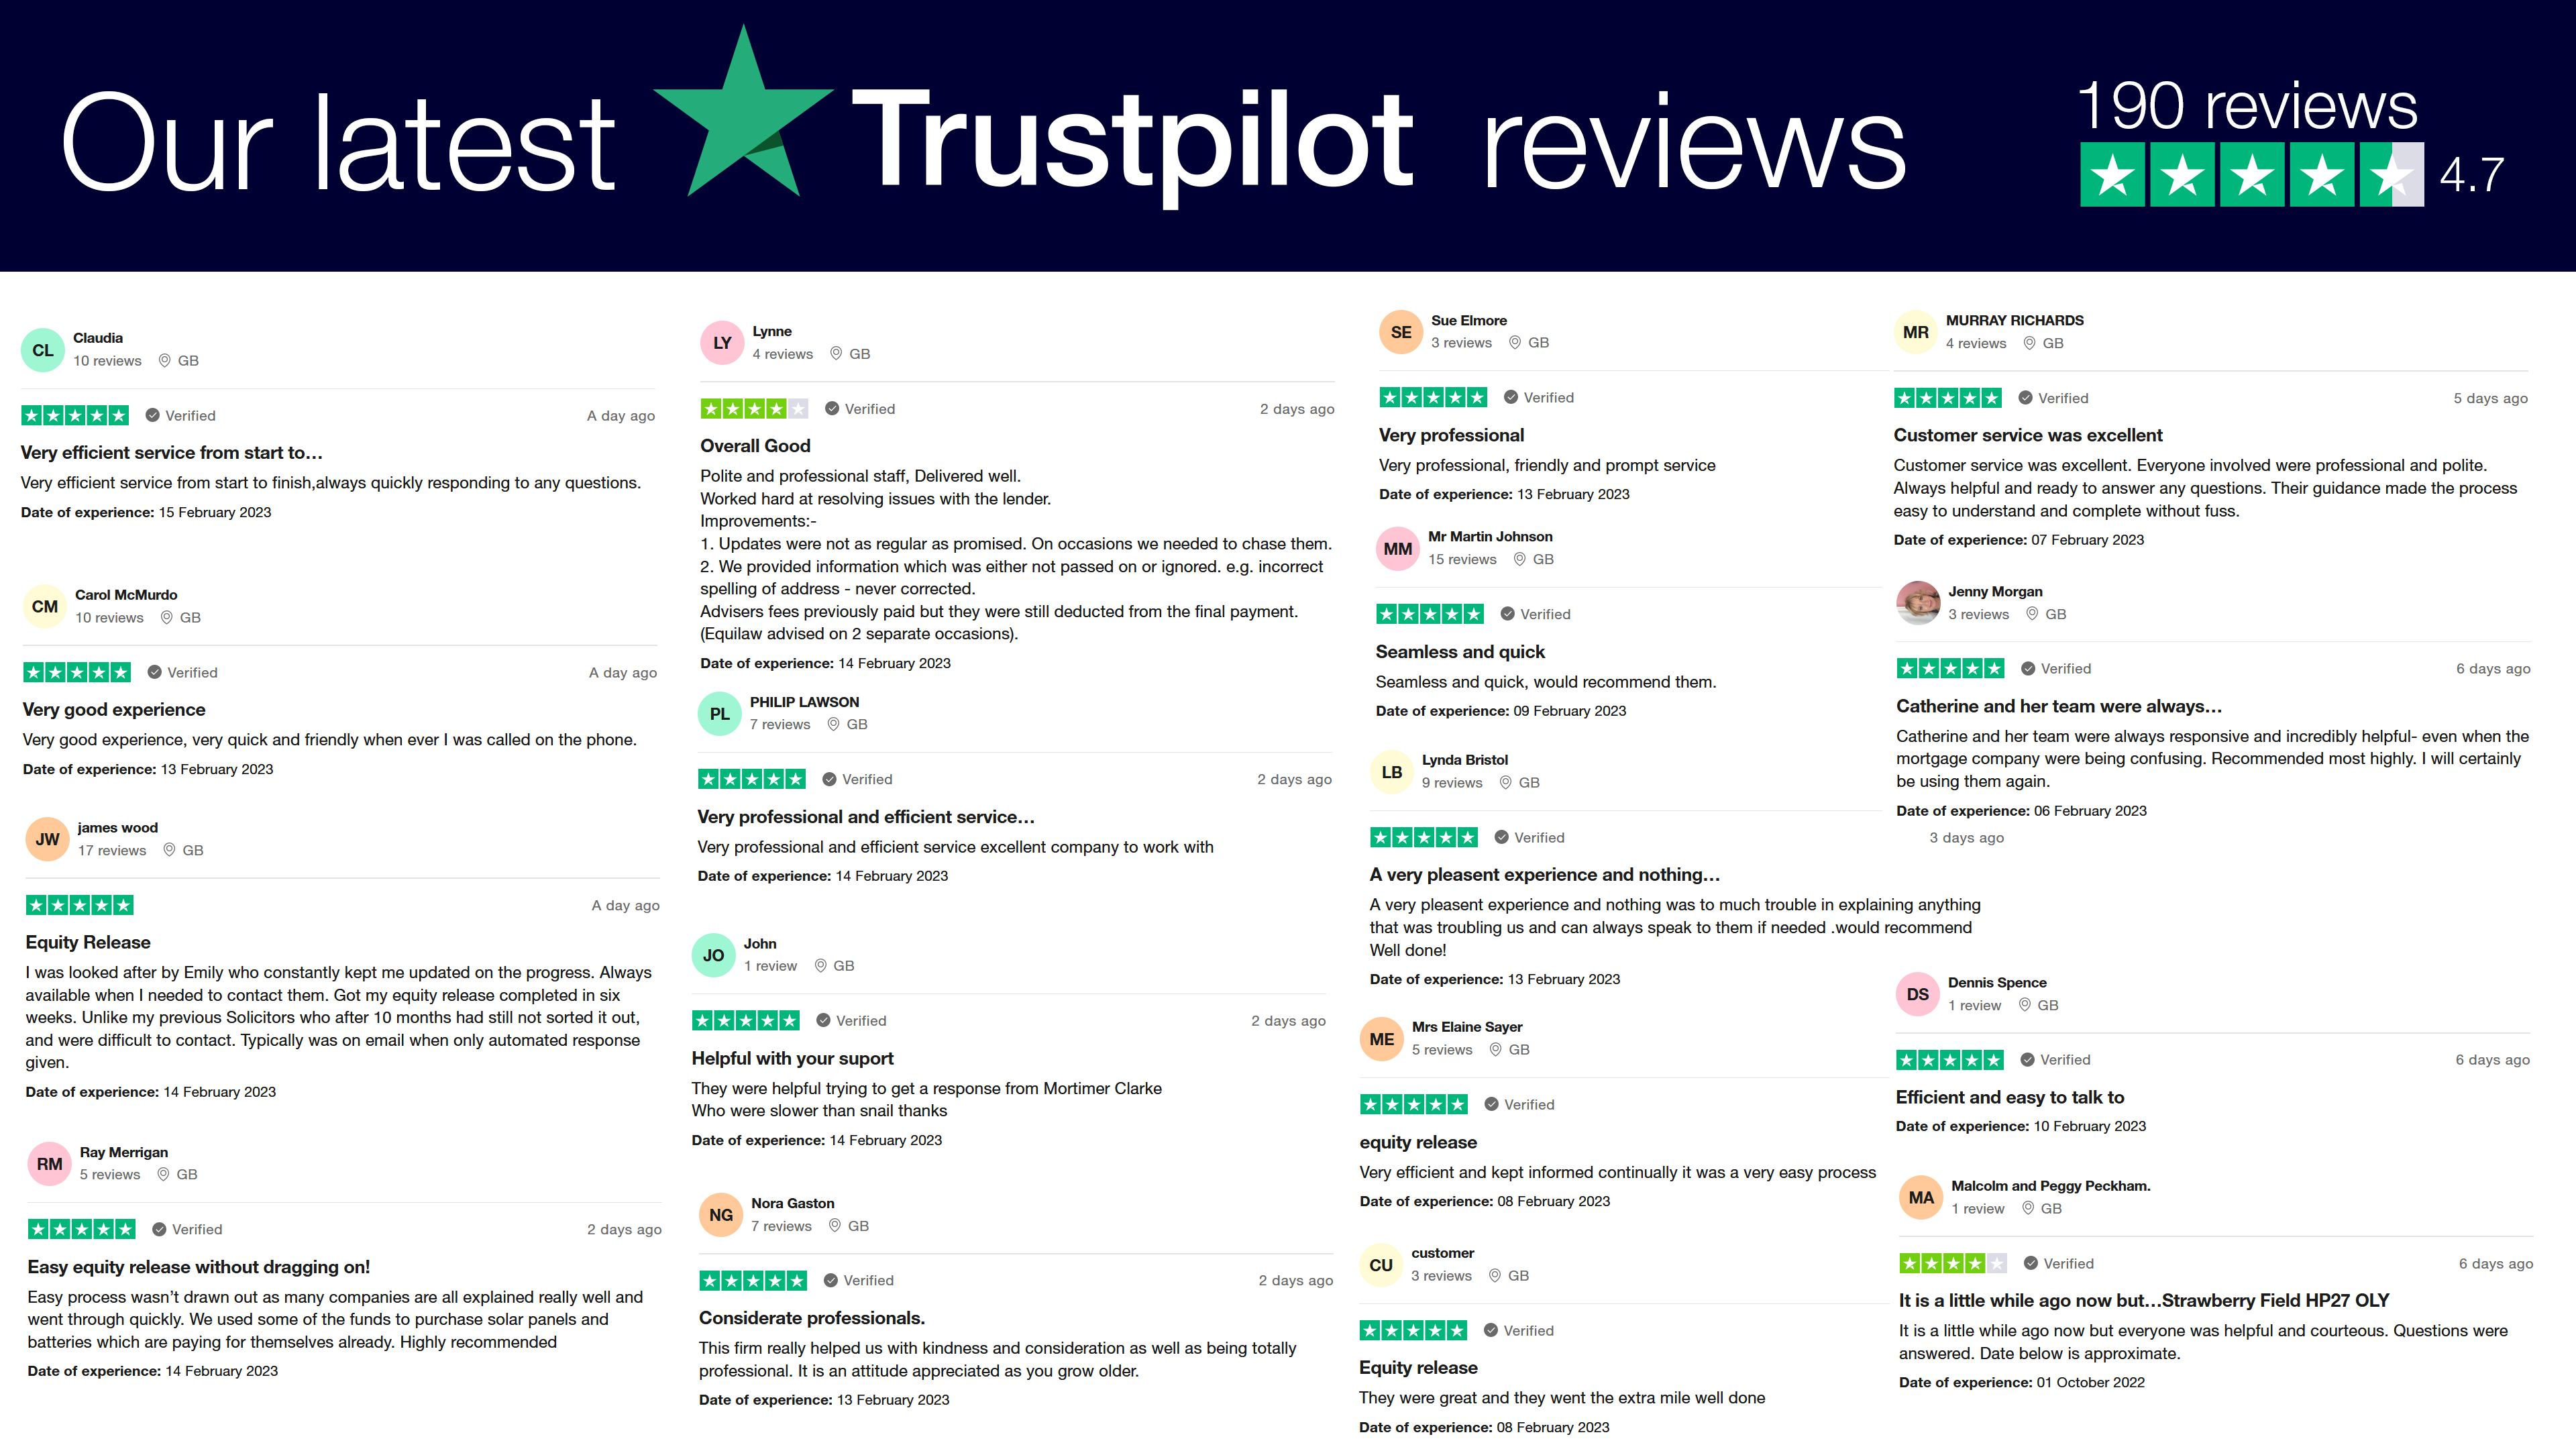 Our latest Trustpilot reviews
190 reviews
4.7
CL
Claudia
10 reviews GB
Verified A day ago
Very efficient service from start to…
Very efficient service from start to finish,always quickly responding to any questions.
Date of experience: 15 February 2023
CM
Carol McMurdo
10 reviews GB
Verified A day ago
Very good experience
Very good experience, very quick and friendly when ever I was called on the phone.
Date of experience: 13 February 2023
JW
james wood
17 reviews GB
A day ago
Equity Release
I was looked after by Emily who constantly kept me updated on the progress. Always
available when I needed to contact them. Got my equity release completed in six
weeks. Unlike my previous Solicitors who after 10 months had still not sorted it out,
and were difficult to contact. Typically was on email when only automated response
given.
Date of experience: 14 February 2023
RM
Ray Merrigan
5 reviews GB
Verified 2 days ago
Easy equity release without dragging on!
Easy process wasn’t drawn out as many companies are all explained really well and
went through quickly. We used some of the funds to purchase solar panels and
batteries which are paying for themselves already. Highly recommended
Date of experience: 14 February 2023
LY
Lynne
4 reviews GB
Verified 2 days ago
Overall Good
Polite and professional staff, Delivered well.
Worked hard at resolving issues with the lender.
Improvements:-
1. Updates were not as regular as promised. On occasions we needed to chase them.
2. We provided information which was either not passed on or ignored. e.g. incorrect
spelling of address - never corrected.
Advisers fees previously paid but they were still deducted from the final payment.
(Equilaw advised on 2 separate occasions).
Date of experience: 14 February 2023
PL
PHILIP LAWSON
7 reviews GB
Verified 2 days ago
Very professional and efficient service…
Very professional and efficient service excellent company to work with
Date of experience: 14 February 2023
JO
John
1 review GB
Verified 2 days ago
Helpful with your suport
They were helpful trying to get a response from Mortimer Clarke
Who were slower than snail thanks
Date of experience: 14 February 2023
NG
Nora Gaston
7 reviews GB
Verified 2 days ago
Considerate professionals.
This firm really helped us with kindness and consideration as well as being totally
professional. It is an attitude appreciated as you grow older.
Date of experience: 13 February 2023
SE
Sue Elmore
3 reviews GB
Verified
Very professional
Very professional, friendly and prompt service
Date of experience: 13 February 2023
MM
Mr Martin Johnson
15 reviews GB
Verified
Seamless and quick
Seamless and quick, would recommend them.
Date of experience: 09 February 2023
LB
Lynda Bristol
9 reviews GB
Verified 3 days ago
A very pleasent experience and nothing…
A very pleasent experience and nothing was to much trouble in explaining anything
that was troubling us and can always speak to them if needed .would recommend
Well done!
Date of experience: 13 February 2023
ME
Mrs Elaine Sayer
5 reviews GB
Verified
equity release
Very efficient and kept informed continually it was a very easy process
Date of experience: 08 February 2023
CU
customer
3 reviews GB
Verified
Equity release
They were great and they went the extra mile well done
Date of experience: 08 February 2023
MR
MURRAY RICHARDS
4 reviews GB
Verified 5 days ago
Customer service was excellent
Customer service was excellent. Everyone involved were professional and polite.
Always helpful and ready to answer any questions. Their guidance made the process
easy to understand and complete without fuss.
Date of experience: 07 February 2023
Jenny Morgan
3 reviews GB
Verified 6 days ago
Catherine and her team were always…
Catherine and her team were always responsive and incredibly helpful- even when the
mortgage company were being confusing. Recommended most highly. I will certainly
be using them again.
Date of experience: 06 February 2023
DS
Dennis Spence
1 review GB
Verified 6 days ago
Efficient and easy to talk to
Date of experience: 10 February 2023
MA
Malcolm and Peggy Peckham.
1 review GB
Verified 6 days ago
It is a little while ago now but…Strawberry Field HP27 OLY
It is a little while ago now but everyone was helpful and courteous. Questions were
answered. Date below is approximate.
Date of experience: 01 October 2022